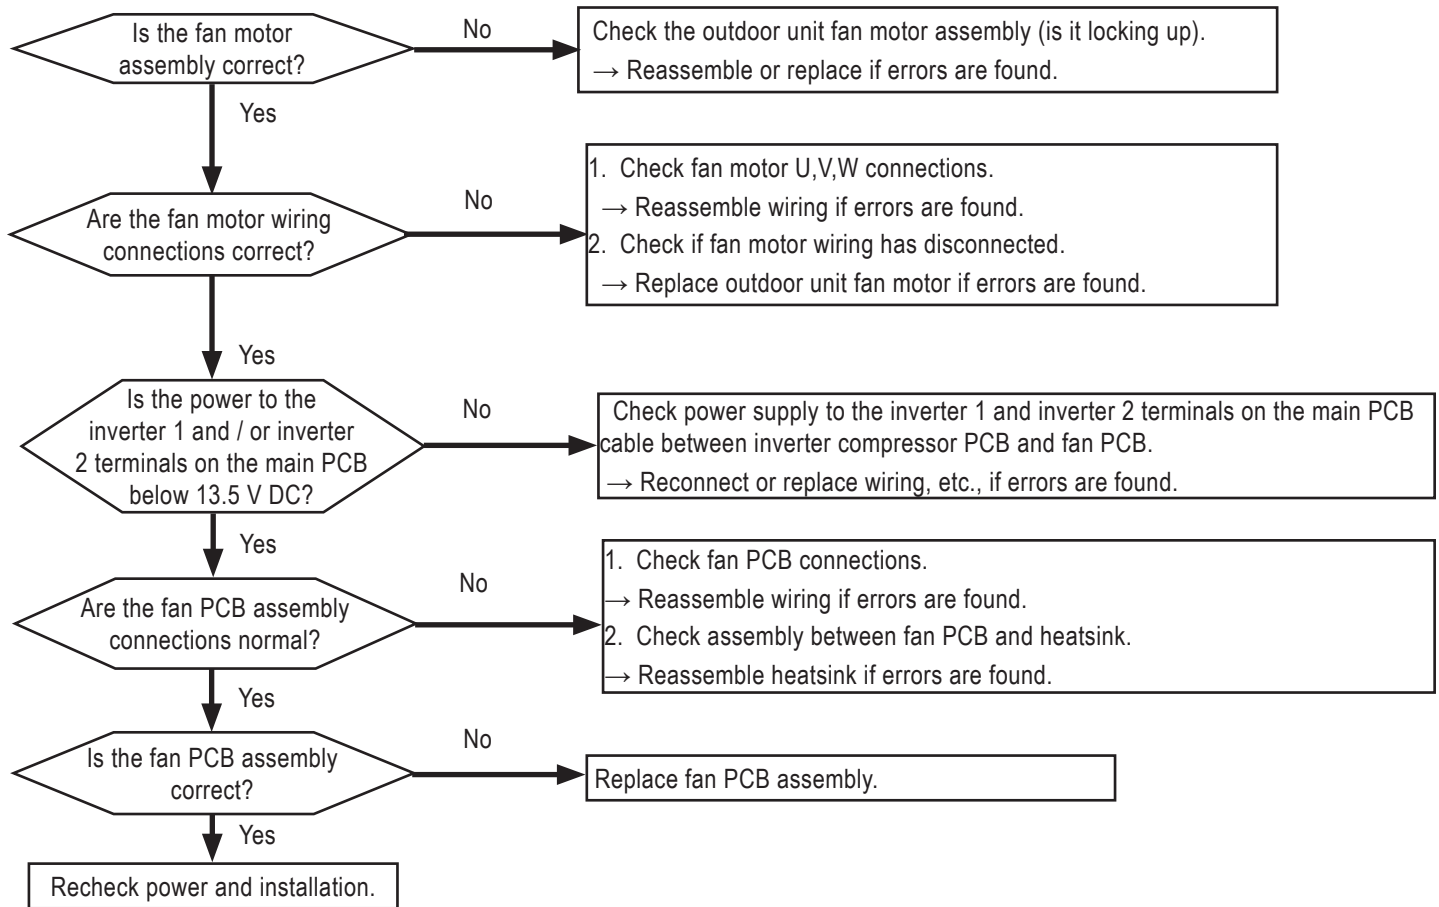 Is the fan motor
assembly correct?
No
Check the outdoor unit fan motor assembly (is it locking up).
→ Reassemble or replace if errors are found.
Yes
Are the fan motor wiring
connections correct?
No
1. Check fan motor U,V,W connections.
→ Reassemble wiring if errors are found.
2. Check if fan motor wiring has disconnected.
→ Replace outdoor unit fan motor if errors are found.
Yes
Is the power to the
inverter 1 and / or inverter
2 terminals on the main PCB
below 13.5 V DC?
No
Check power supply to the inverter 1 and inverter 2 terminals on the main PCB
cable between inverter compressor PCB and fan PCB.
→ Reconnect or replace wiring, etc., if errors are found.
Yes
Are the fan PCB assembly
connections normal?
No
1. Check fan PCB connections.
→ Reassemble wiring if errors are found.
2. Check assembly between fan PCB and heatsink.
→ Reassemble heatsink if errors are found.
Yes
Is the fan PCB assembly
correct?
No
Replace fan PCB assembly.
Yes
Recheck power and installation.